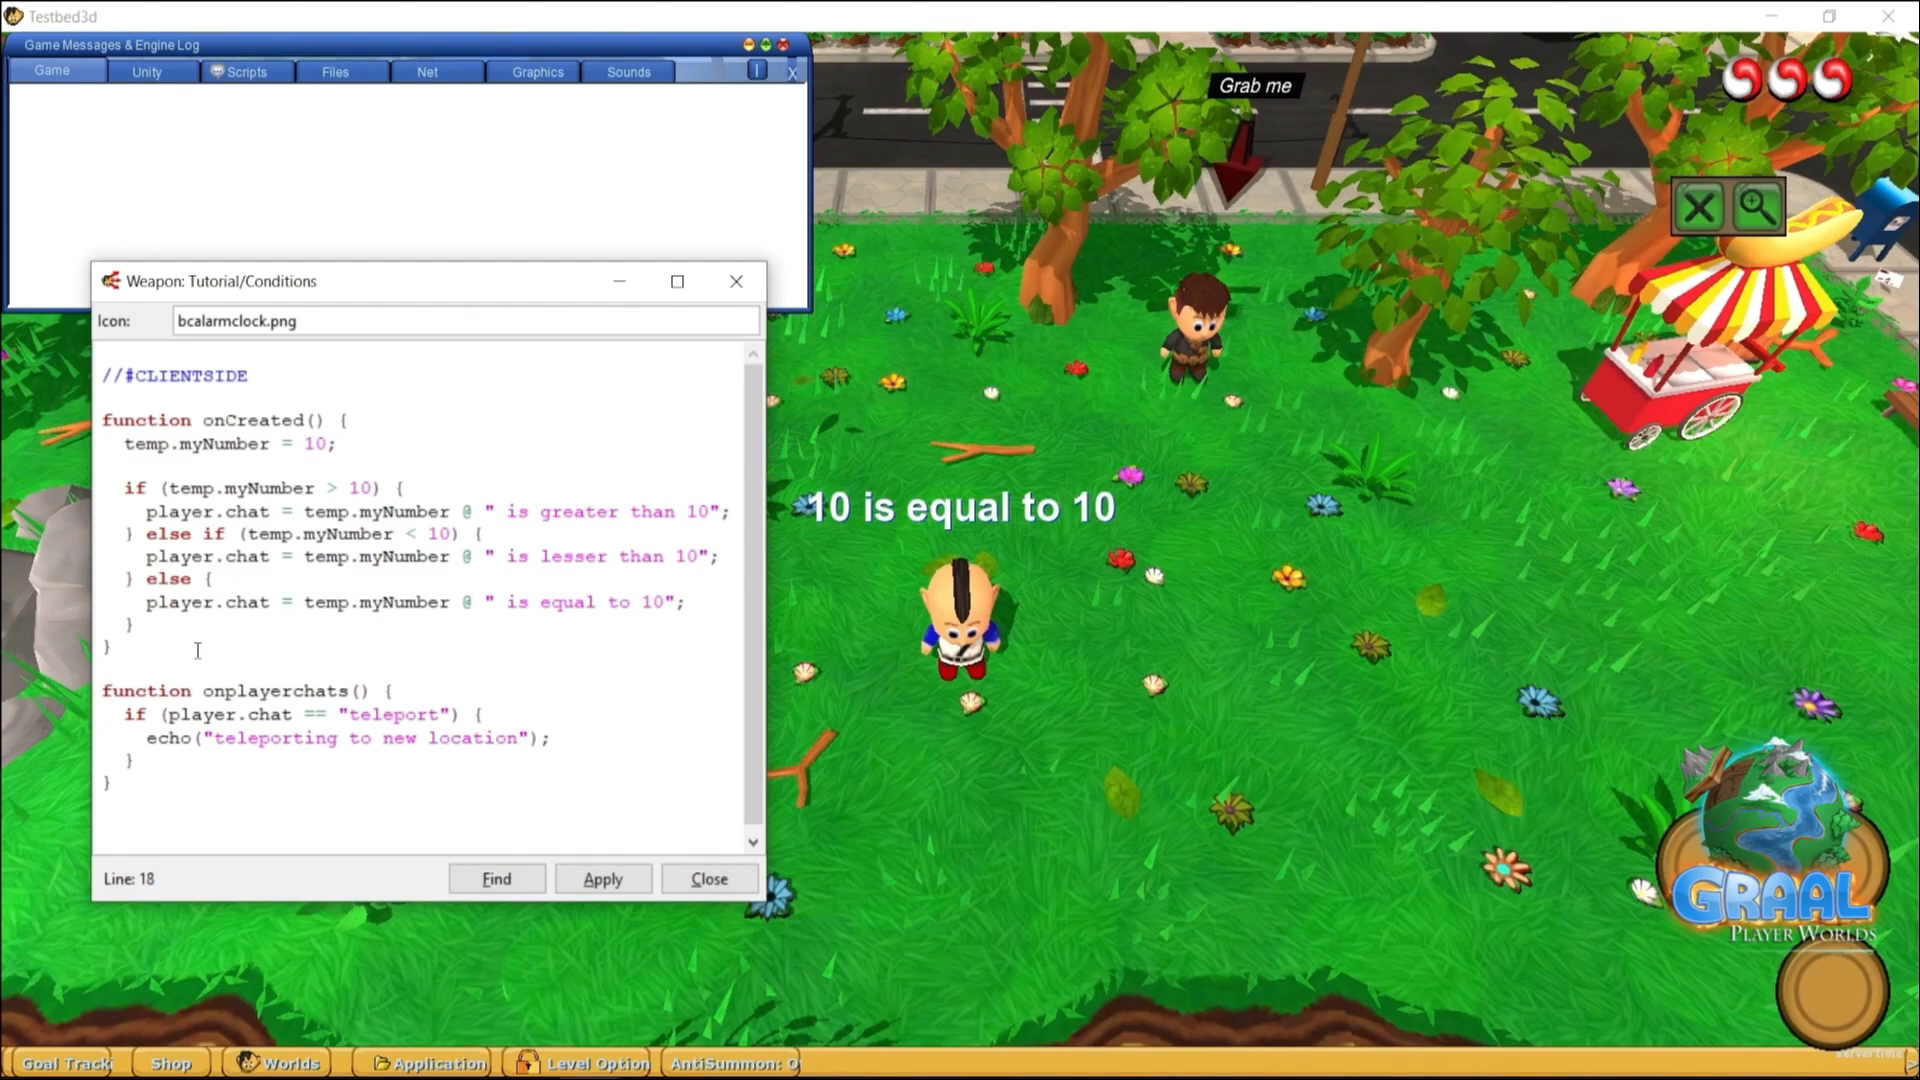 Testbed3d
Game Messages & Engine Log
Game
Unity
Scripts
Files
Net
Graphics
Sounds
Grab me
Weapon: Tutorial/Conditions
Icon:
bcalarmclock.png
//#CLIENTSIDE
function onCreated() {
temp.myNumber = 10;
if (temp.myNumber > 10) {
player.chat = temp.myNumber @ " is greater than 10";
} else if (temp.myNumber < 10) {
player.chat = temp.myNumber @ " is lesser than 10";
} else {
player.chat = temp.myNumber @ " is equal to 10";
}
}
function onplayerchats() {
if (player.chat == "teleport") {
echo("teleporting to new location");
}
}
Line: 18
Find
Apply
Close
10 is equal to 10
GRAAL
PLAYER WORLDS
servertime
Goal Tracki
Shop
Worlds
Application
Level Option
AntiSummon: O